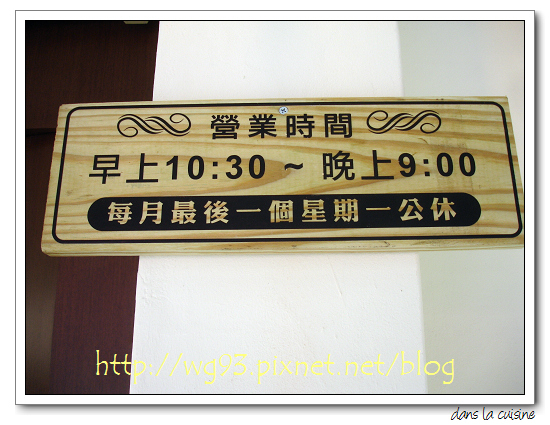 營業時間
早上10:30 ~ 晚上9:00
每月最後一個星期一公休
http://wg93.pixnet.net/blog
dans la cuisine